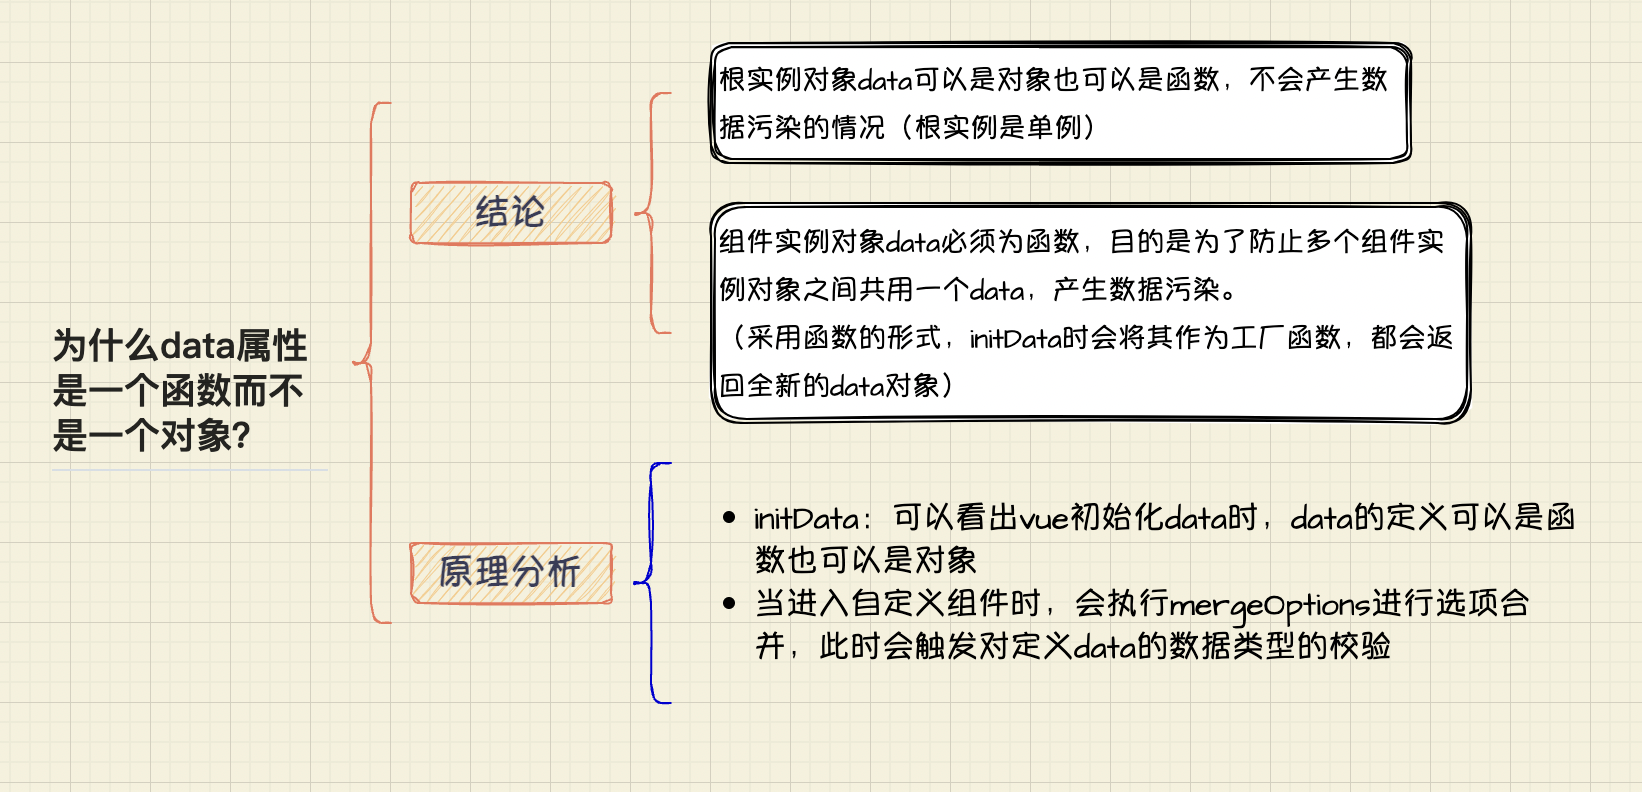 为什么data属性
是一个函数而不
是一个对象?
结论
根实例对象data可以是对象也可以是函数，不会产生数
据污染的情况（根实例是单例）
组件实例对象data必须为函数，目的是为了防止多个组件实
例对象之间共用一个data，产生数据污染。
（采用函数的形式，initData时会将其作为工厂函数，都会返
回全新的data对象）
原理分析
• initData：可以看出vue初始化data时，data的定义可以是函
数也可以是对象
• 当进入自定义组件时，会执行mergeOptions进行选项合
并，此时会触发对定义data的数据类型的校验